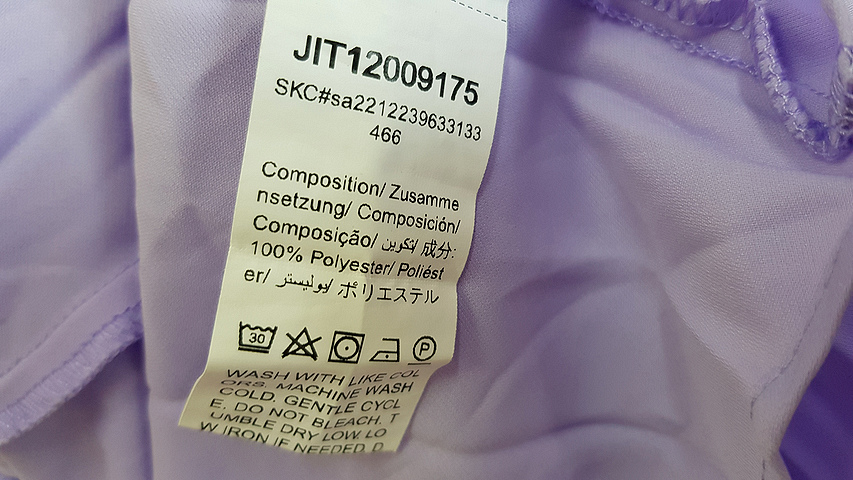 JIT12009175
SKC#sa2212239633133
466
Composition/ Zusamme
nsetzung/ Composición/
Composição/ تكوين/ 成分:
100% Polyester/ Poliést
er/ بوليستر/ ポリエステル
30 P
WASH WITH LIKE COL
ORS. MACHINE WASH
COLD. GENTLE CYCL
E. DO NOT BLEACH. T
UMBLE DRY LOW. LO
W IRON IF NEEDED. D